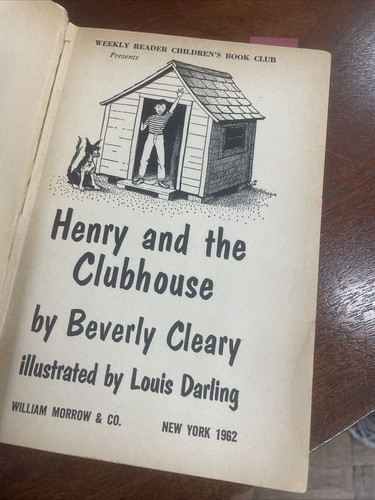 WEEKLY READER CHILDREN'S BOOK CLUB
Presents
Henry and the
Clubhouse
by Beverly Cleary
illustrated by Louis Darling
WILLIAM MORROW & CO. NEW YORK 1962